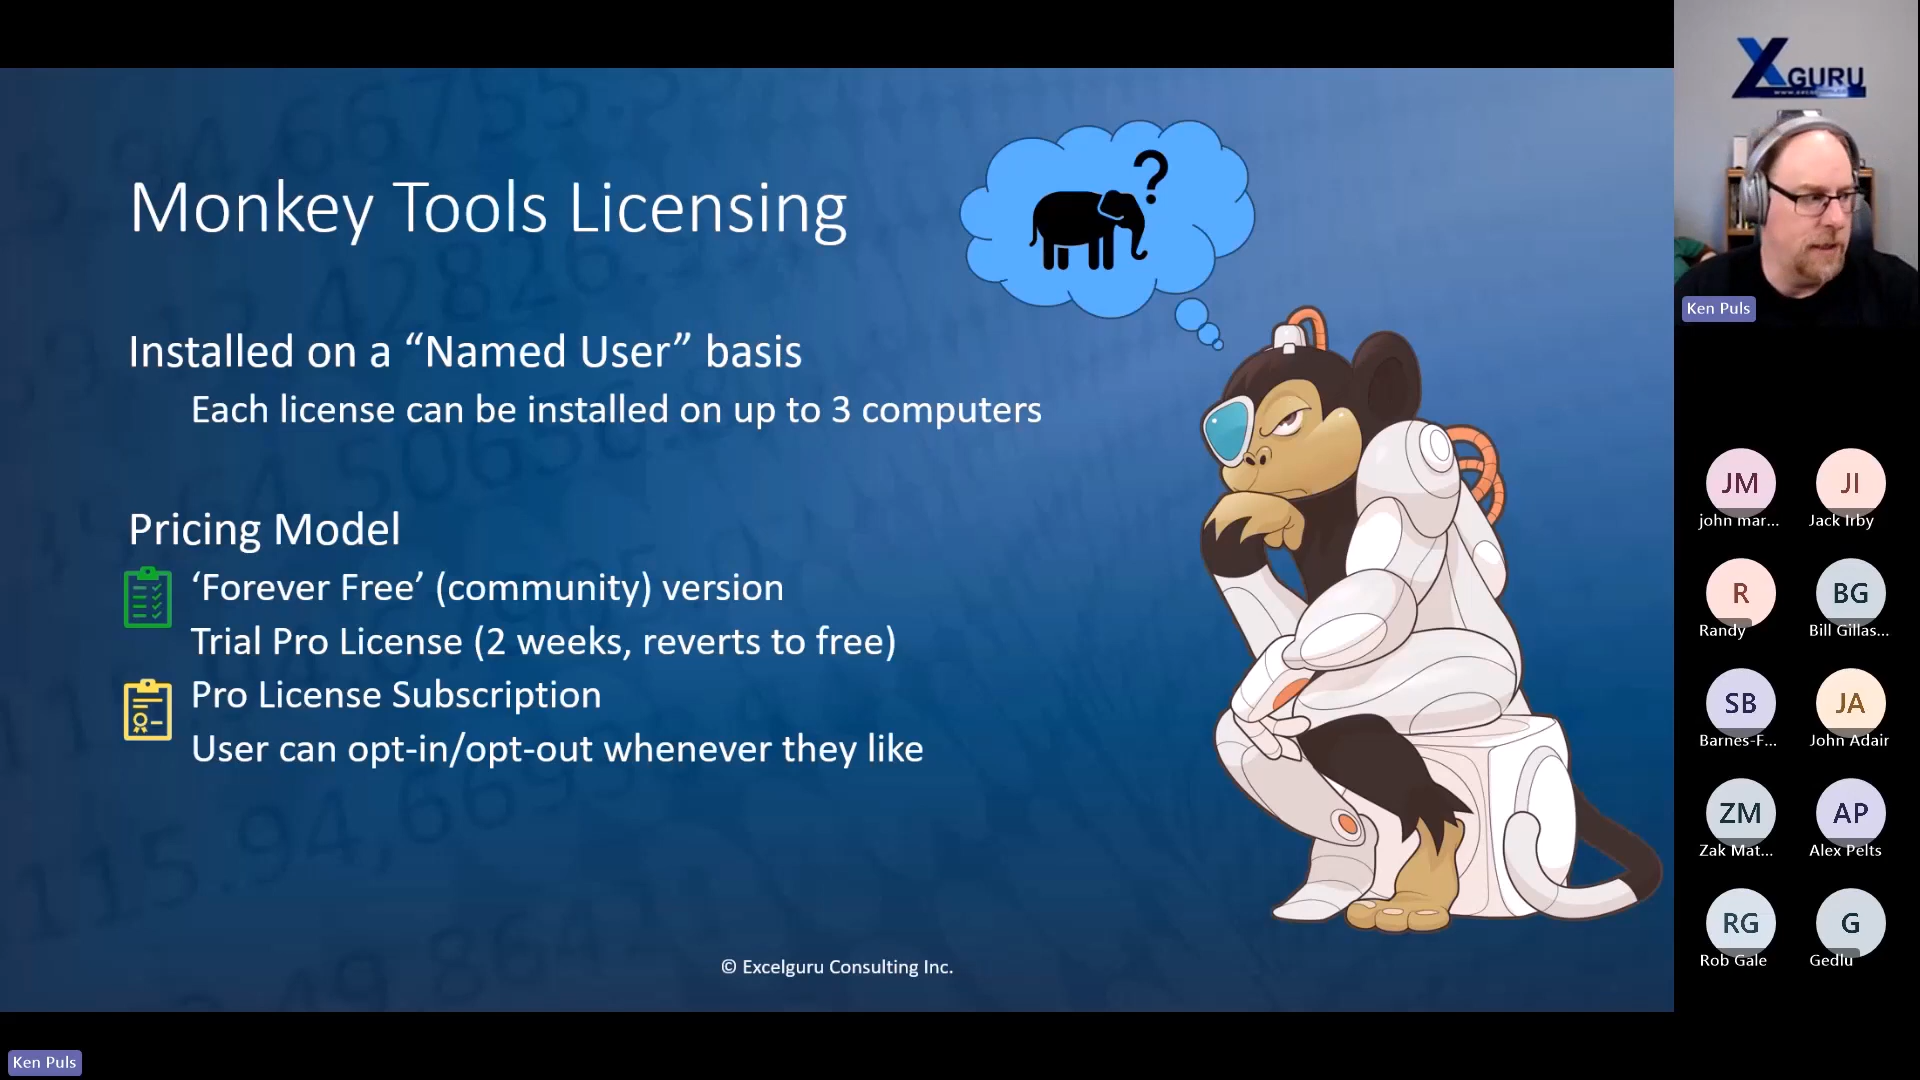 Monkey Tools Licensing
?
Installed on a “Named User” basis
Each license can be installed on up to 3 computers
Pricing Model
‘Forever Free’ (community) version
Trial Pro License (2 weeks, reverts to free)
Pro License Subscription
User can opt-in/opt-out whenever they like
© Excelguru Consulting Inc.
Ken Puls
XGURU
Ken Puls
JM
john mar...
JI
Jack Irby
R
Randy
BG
Bill Gillas...
SB
Barnes-F...
JA
John Adair
ZM
Zak Mat...
AP
Alex Pelts
RG
Rob Gale
G
Gedlu